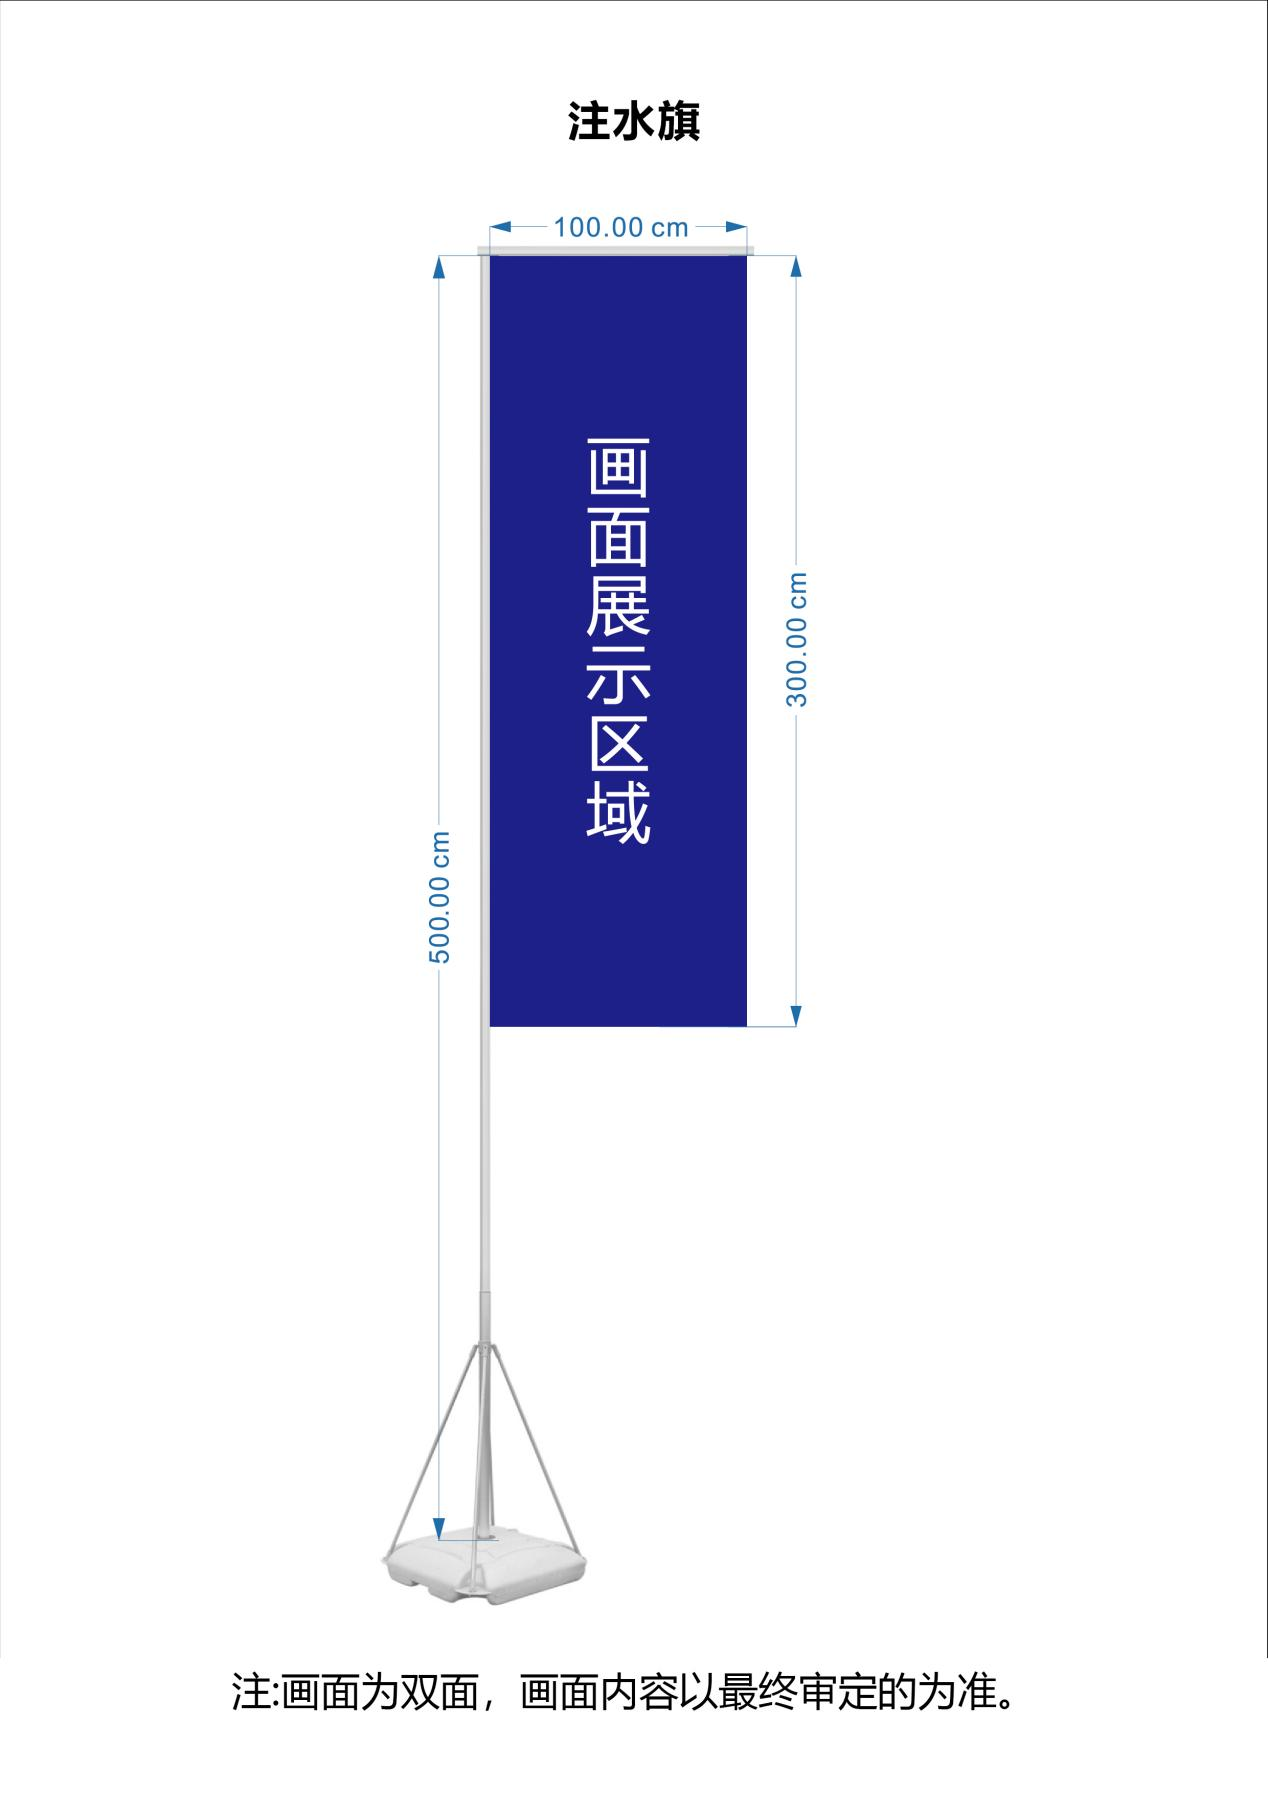 注水旗
100.00 cm
画面展示区域
300.00 cm
500.00 cm
注:画面为双面，画面内容以最终审定的为准。